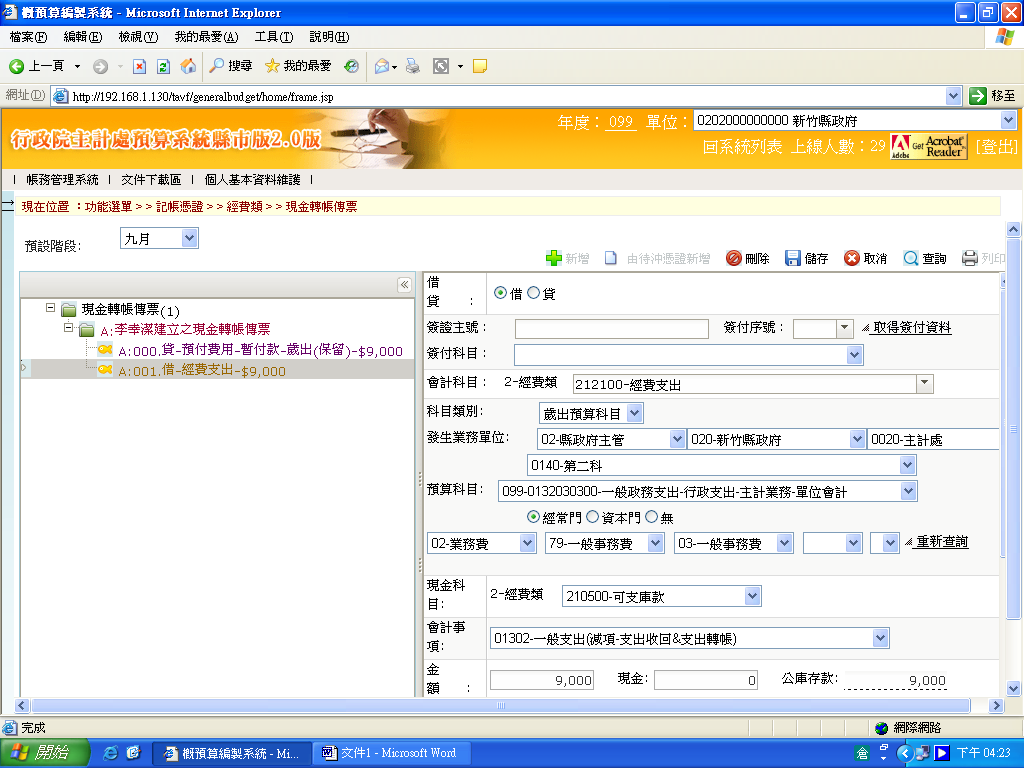 概預算編製系統 - Microsoft Internet Explorer
檔案(F) 編輯(E) 檢視(V) 我的最愛(A) 工具(T) 說明(H)
上一頁 搜尋 我的最愛
網址(D) http://192.168.1.130/tavf/generalbudget/home/frame.jsp 移至
行政院主計處預算系統縣市版2.0版
年度： 099 單位： 0202000000000 新竹縣政府
回系統列表 上線人數：29 Adobe Get Acrobat Reader [登出]
| 帳務管理系統 | 文件下載區 | 個人基本資料維護 |
現在位置 ：功能選單>>記帳憑證>>經費類>>現金轉帳傳票
預設階段: 九月
新增 由待沖憑證新增 刪除 儲存 取消 查詢 列印
«
現金轉帳傳票(1)
A:李幸潔建立之現金轉帳傳票
A:000.貸-預付費用-暫付款-歲出(保留)-$9,000
A:001.借-經費支出-$9,000
借貸 : 借 貸
簽證主號 : 簽付序號 : 取得簽付資料
簽付科目 :
會計科目 : 2-經費類 212100-經費支出
科目類別: 歲出預算科目
發生業務單位: 02-縣政府主管 020-新竹縣政府 0020-主計處
0140-第二科
預算科目: 099-0132030300-一般政務支出-行政支出-主計業務-單位會計
經常門 資本門 無
02-業務費 79-一般事務費 03-一般事務費 重新查詢
現金科目: 2-經費類 210500-可支庫款
會計事項: 01302-一般支出(減項-支出收回&支出轉帳)
金額 : 9,000 現金: 0 公庫存款: 9,000
完成 網際網路
開始 概預算編製系統 - Mi... 文件1 - Microsoft Word 倉 下午 04:23